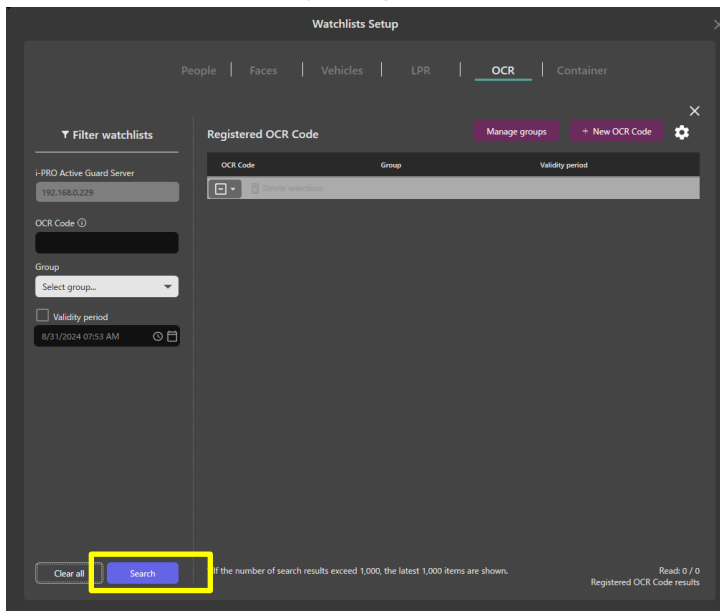 Watchlists Setup
People | Faces | Vehicles | LPR | OCR | Container
Filter watchlists
i-PRO Active Guard Server
192.168.0.229
OCR Code
Group
Select group...
Validity period
8/31/2024 07:53 AM
Clear all
Search
Registered OCR Code
Manage groups
+ New OCR Code
OCR Code Group Validity period
Delete selections
If the number of search results exceed 1,000, the latest 1,000 items are shown.
Read: 0 / 0
Registered OCR Code results